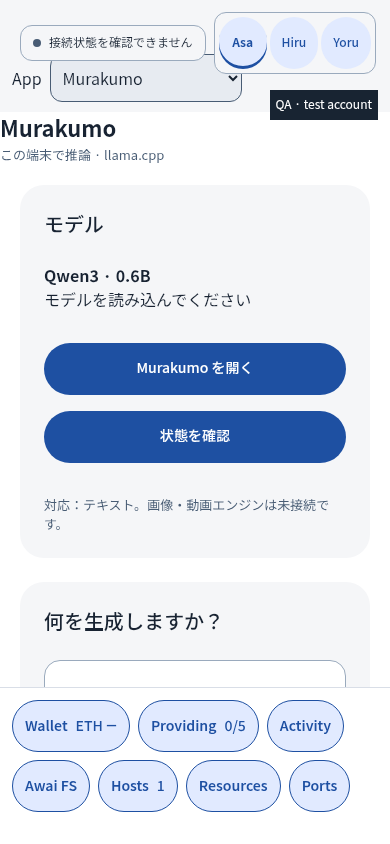 接続状態を確認できません
Asa
Hiru
Yoru
App
Murakumo
QA · test account
Murakumo
この端末で推論 · llama.cpp
モデル
Qwen3 · 0.6B
モデルを読み込んでください
Murakumo を開く
状態を確認
対応：テキスト。画像・動画エンジンは未接続で
す。
何を生成しますか？
Wallet ETH —
Providing 0/5
Activity
Awai FS
Hosts 1
Resources
Ports